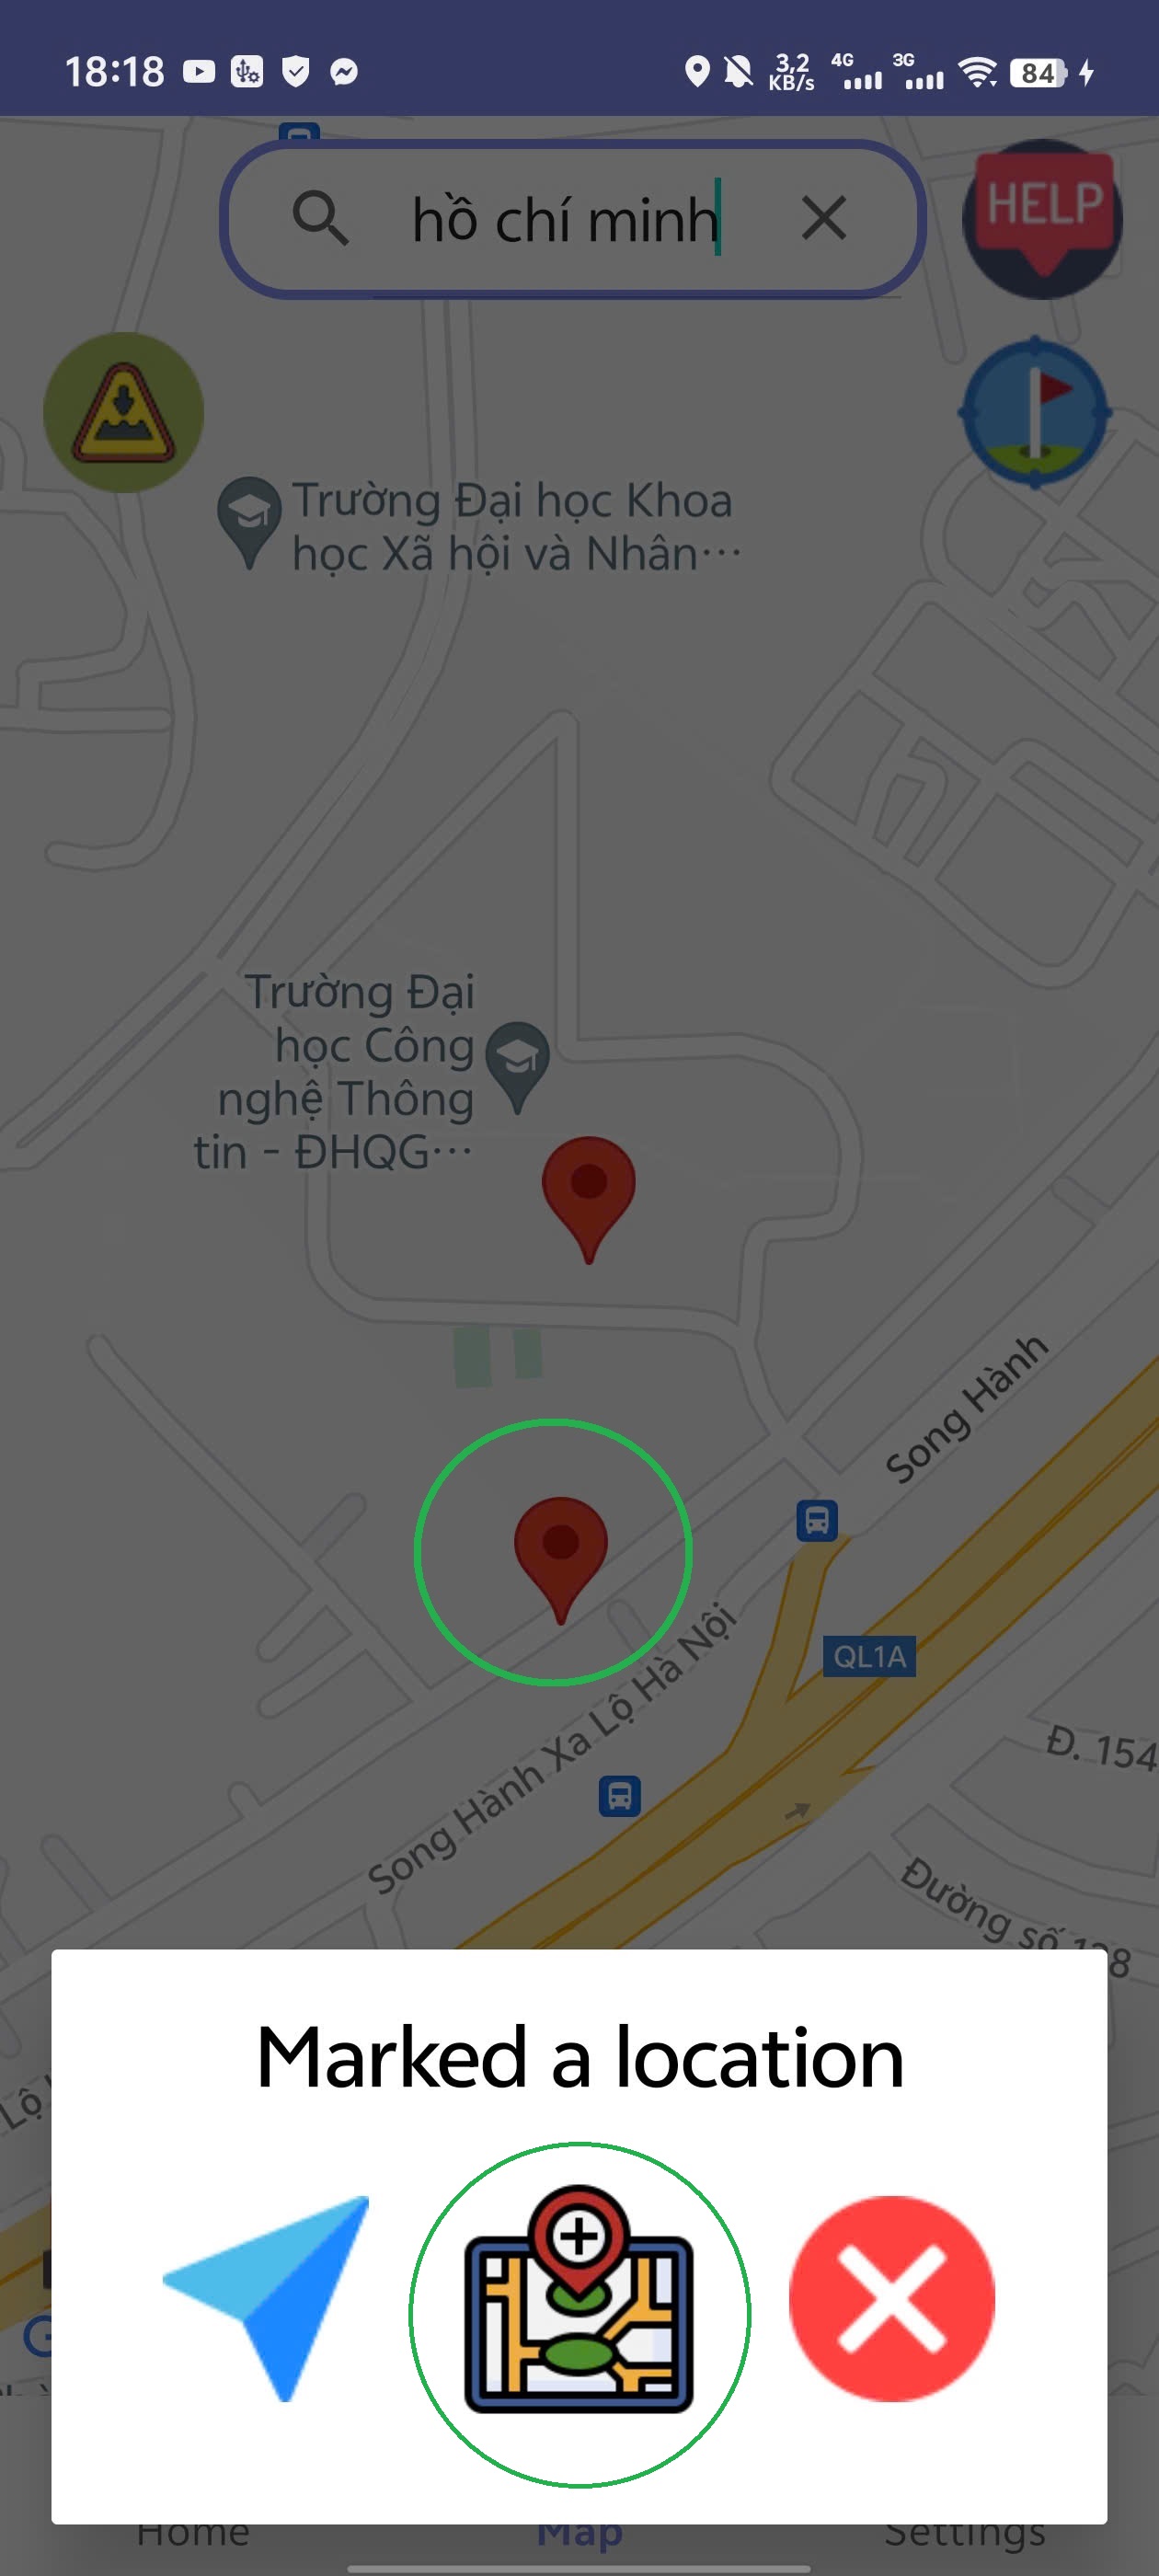 18:18
3,2
KB/s
4G
3G
84
hồ chí minh
HELP
Trường Đại học Khoa
học Xã hội và Nhân...
Trường Đại
học Công
nghệ Thông
tin - ĐHQG...
Song Hành
QL1A
Song Hành Xa Lộ Hà Nội
Đ. 154
Đường số 138
Lộ
Marked a location
Home
Map
Settings